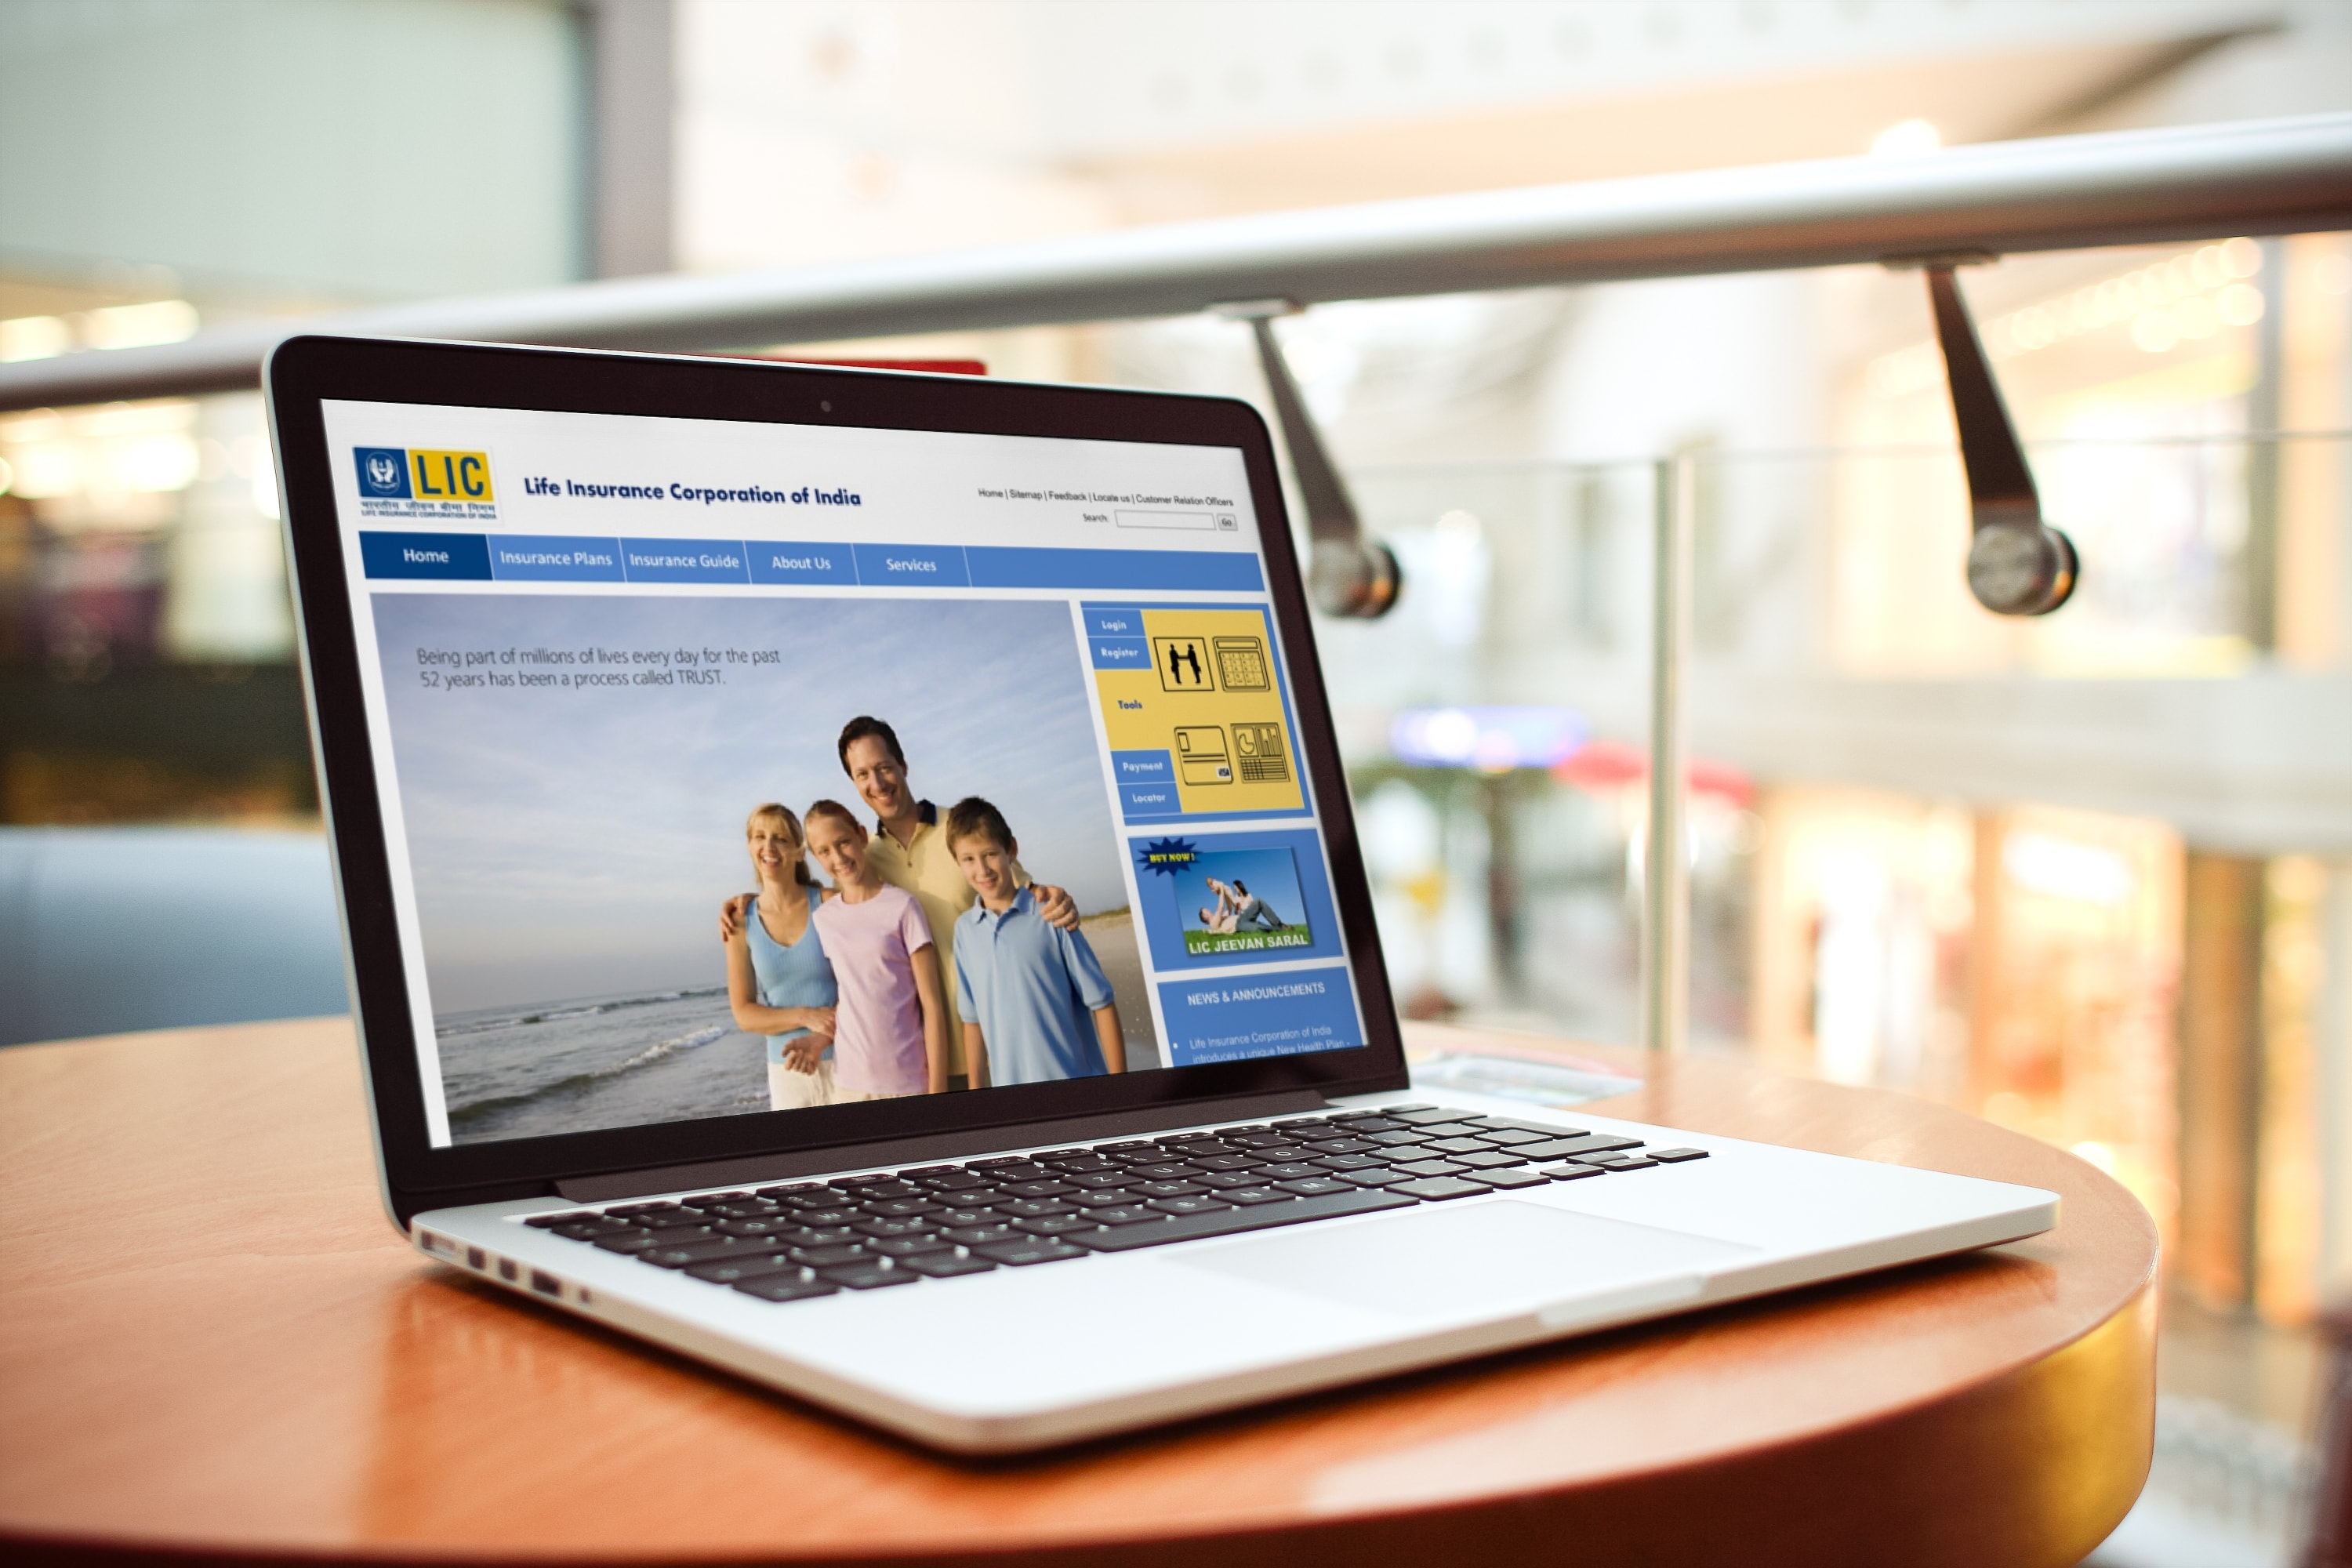 LIC
भारतीय जीवन बीमा निगम
LIFE INSURANCE CORPORATION OF INDIA
Life Insurance Corporation of India
Home | Sitemap | Feedback | Locate us | Customer Relation Officers
Search: Go
Home Insurance Plans Insurance Guide About Us Services
Being part of millions of lives every day for the past
52 years has been a process called TRUST.
Login
Register
Tools
Payment
VISA
Locator
BUY NOW!
LIC JEEVAN SARAL
NEWS & ANNOUNCEMENTS
• Life Insurance Corporation of India
introduces a unique New Health Plan -